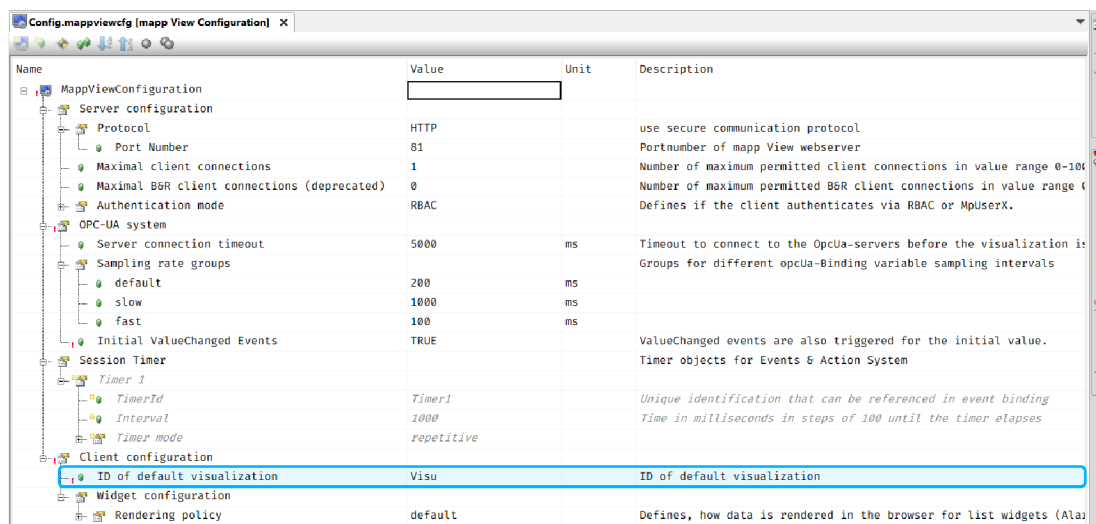 Config.mappviewcfg [mapp View Configuration] X
Name Value Unit Description
MappViewConfiguration
Server configuration
Protocol HTTP use secure communication protocol
Port Number 81 Portnumber of mapp View webserver
Maximal client connections 1 Number of maximum permitted client connections in value range 0-100
Maximal B&R client connections (deprecated) 0 Number of maximum permitted B&R client connections in value range
Authentication mode RBAC Defines if the client authenticates via RBAC or MpUserX.
OPC-UA system
Server connection timeout 5000 ms Timeout to connect to the OpcUa-servers before the visualization is
Sampling rate groups Groups for different opcUa-Binding variable sampling intervals
default 200 ms
slow 1000 ms
fast 100 ms
Initial ValueChanged Events TRUE ValueChanged events are also triggered for the initial value.
Session Timer Timer objects for Events & Action System
Timer 1
TimerId Timer1 Unique identification that can be referenced in event binding
Interval 1000 Time in milliseconds in steps of 100 until the timer elapses
Timer mode repetitive
Client configuration
ID of default visualization Visu ID of default visualization
Widget configuration
Rendering policy default Defines, how data is rendered in the browser for list widgets (Ala